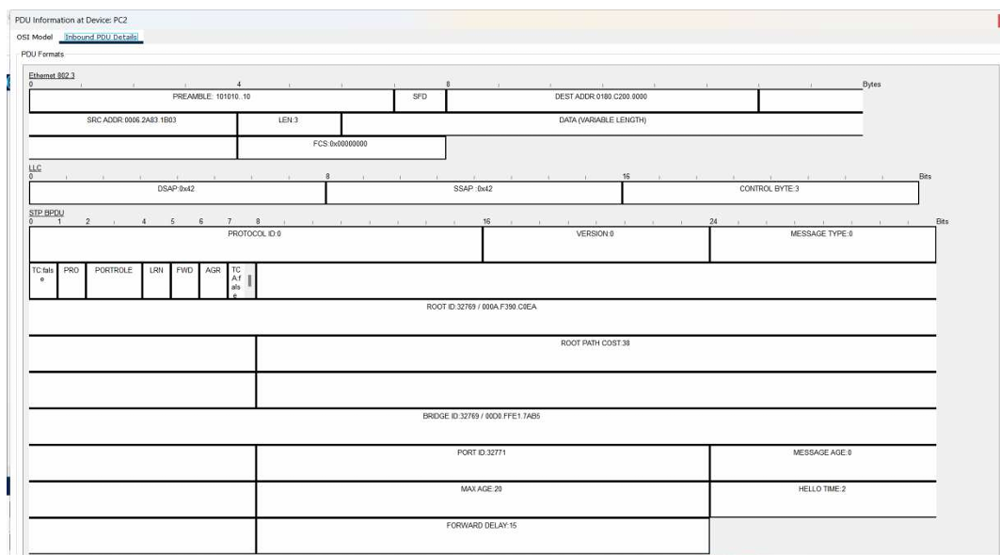 PDU Information at Device: PC2
OSI Model Inbound PDU Details
PDU Formats
Ethernet 802.3
0 4 8 Bytes
PREAMBLE: 101010..10 SFD DEST ADDR:0180.C200.0000
SRC ADDR:0006.2A83.1B03 LEN:3 DATA (VARIABLE LENGTH)
FCS:0x00000000
LLC
0 8 16 Bits
DSAP:0x42 SSAP :0x42 CONTROL BYTE:3
STP BPDU
0 1 2 4 5 6 7 8 16 24 Bits
PROTOCOL ID:0 VERSION:0 MESSAGE TYPE:0
TC:fals PRO PORTROLE LRN FWD AGR TC
e A:f
als
e
ROOT ID:32769 / 000A.F390.C0EA
ROOT PATH COST:38
BRIDGE ID:32769 / 00D0.FFE1.7AB5
PORT ID:32771 MESSAGE AGE:0
MAX AGE:20 HELLO TIME:2
FORWARD DELAY:15